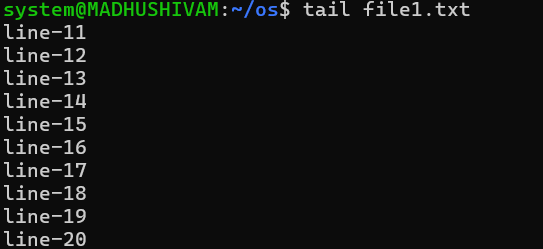 system@MADHUSHIVAM:~/os$ tail file1.txt
line-11
line-12
line-13
line-14
line-15
line-16
line-17
line-18
line-19
line-20